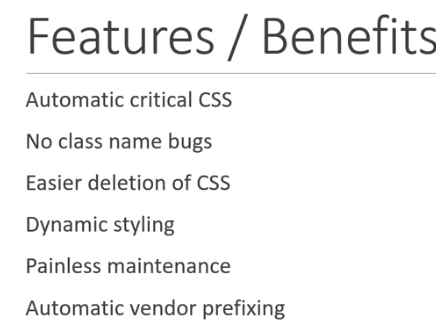 Features / Benefits
Automatic critical CSS
No class name bugs
Easier deletion of CSS
Dynamic styling
Painless maintenance
Automatic vendor prefixing